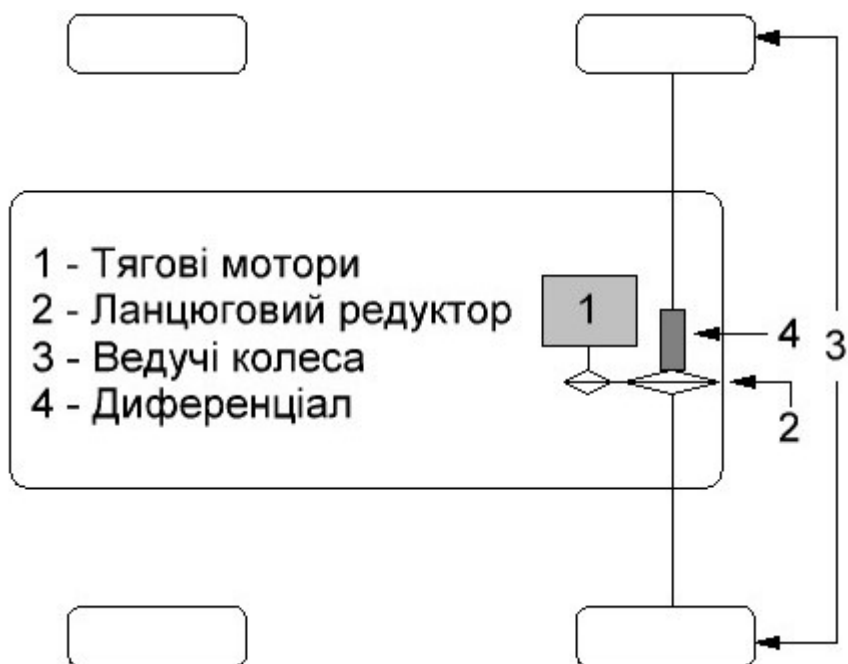 1 - Тягові мотори
2 - Ланцюговий редуктор
3 - Ведучі колеса
4 - Диференціал
1
4
3
2